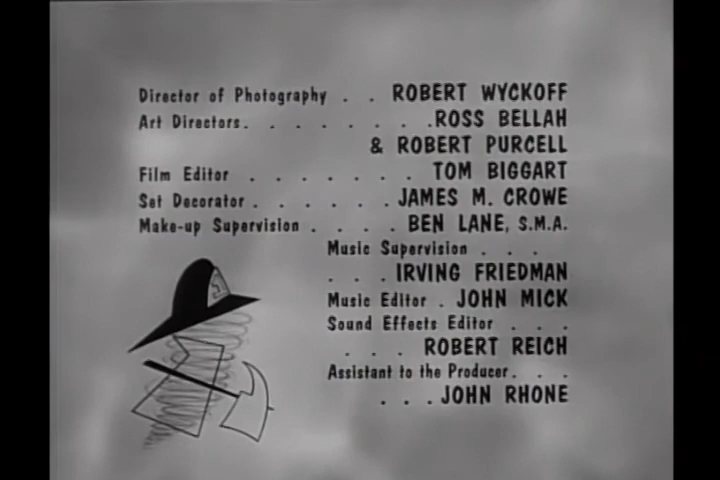 Director of Photography . . ROBERT WYCKOFF
Art Directors. . . . . . . .ROSS BELLAH
& ROBERT PURCELL
Film Editor . . . . . . . TOM BIGGART
Set Decorator . . . . . . JAMES M. CROWE
Make-up Supervision . . . . BEN LANE, S.M.A.
Music Supervision . . .
. . . IRVING FRIEDMAN
Music Editor . JOHN MICK
Sound Effects Editor . . .
. . . ROBERT REICH
Assistant to the Producer. . .
. . . JOHN RHONE